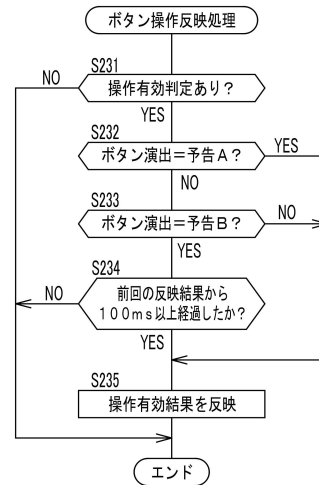 ボタン操作反映処理
S231
NO
操作有効判定あり？
YES
S232
ボタン演出＝予告Ａ？
YES
NO
S233
ボタン演出＝予告Ｂ？
NO
YES
S234
NO
前回の反映結果から
１００ｍｓ以上経過したか？
YES
S235
操作有効結果を反映
エンド